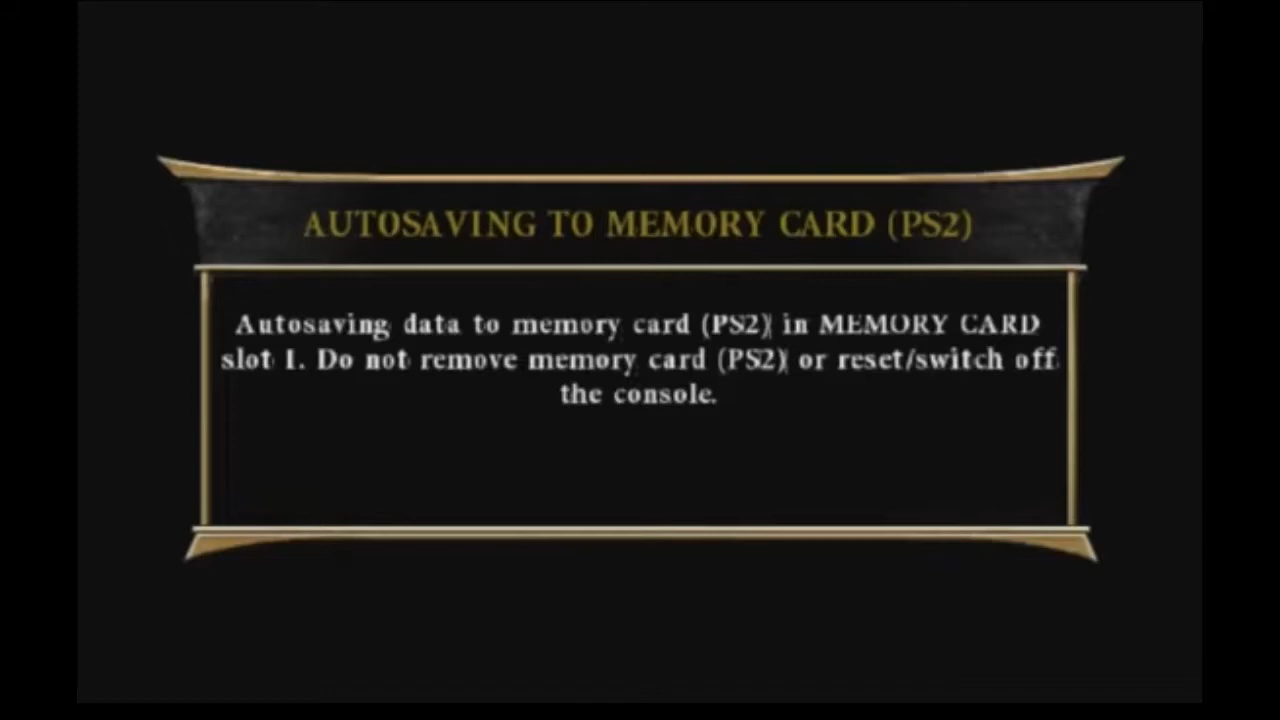 AUTOSAVING TO MEMORY CARD (PS2)
Autosaving data to memory card (PS2) in MEMORY CARD
slot 1. Do not remove memory card (PS2) or reset/switch off
the console.